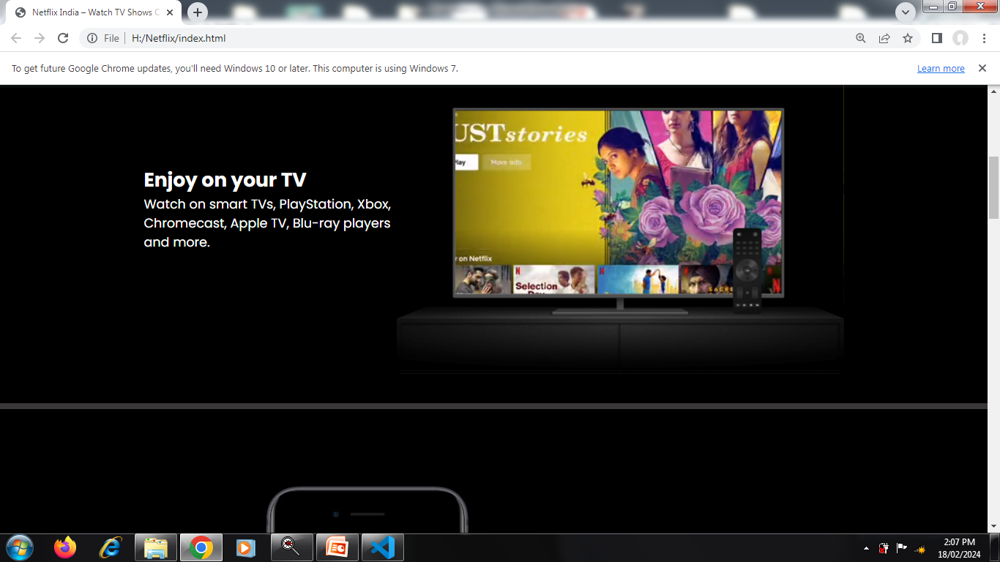 Netflix India – Watch TV Shows
File
H:/Netflix/index.html
To get future Google Chrome updates, you'll need Windows 10 or later. This computer is using Windows 7.
Learn more
USTstories
lay
More info
Enjoy on your TV
Watch on smart TVs, PlayStation, Xbox,
Chromecast, Apple TV, Blu-ray players
and more.
r on Netflix
Selection
Day
SACRE
2:07 PM
18/02/2024